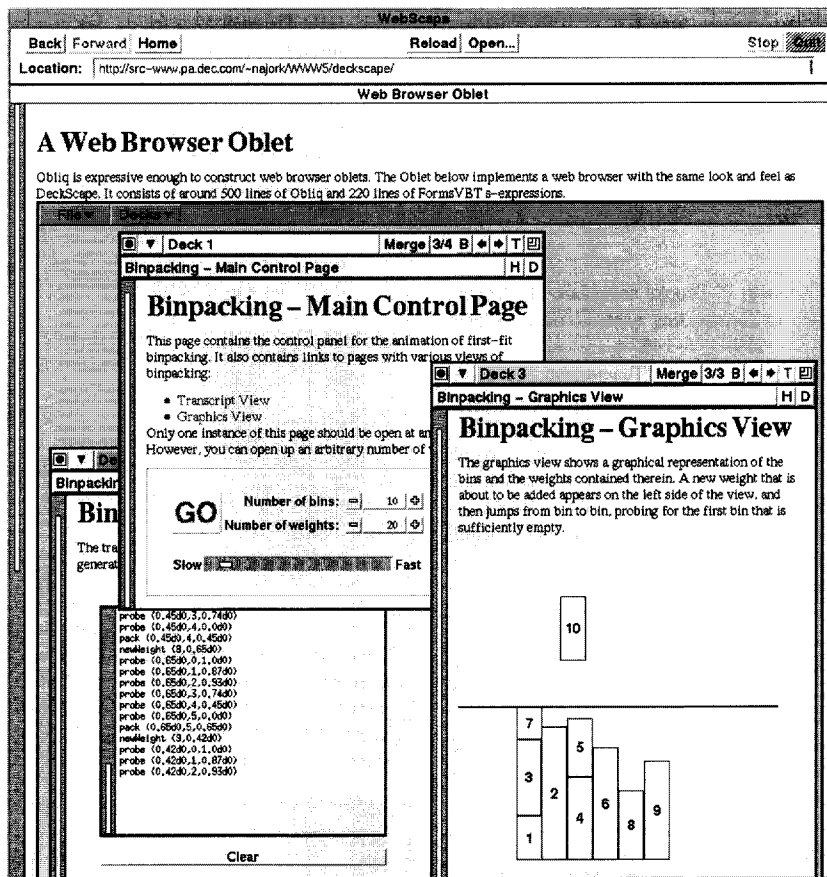 WebScape
Back Forward Home Reload Open... Stop Quit
Location: http://src-www.pa.dec.com/~najork/WWW5/deckscape/
Web Browser Oblet
A Web Browser Oblet
Obliq is expressive enough to construct web browser oblets. The Oblet below implements a web browser with the same look and feel as
DeckScape. It consists of around 500 lines of Obliq and 220 lines of FormsVBT s-expressions.
File Decks
Deck 1 Merge 3/4 B T
Binpacking – Main Control Page H D
Binpacking – Main Control Page
This page contains the control panel for the animation of first-fit
binpacking. It also contains links to pages with various views of
binpacking:
• Transcript View
• Graphics View
Only one instance of this page should be open at an
However, you can open up an arbitrary number of
GO
Number of bins: 10
Number of weights: 20
Slow Fast
Deck 3 Merge 3/3 B T
Binpacking – Graphics View H D
Binpacking – Graphics View
The graphics view shows a graphical representation of the
bins and the weights contained therein. A new weight that is
about to be added appears on the left side of the view, and
then jumps from bin to bin, probing for the first bin that is
sufficiently empty.
10
7
5
3
2
6
9
4
8
1
De
Binpackin
Bin
The tra
generat
probe (0.45d0,3,0.74d0)
probe (0.45d0,4,0.0d0)
pack (0.45d0,4,0.45d0)
newWeight (8,0.65d0)
probe (0.65d0,0,1.0d0)
probe (0.65d0,1,0.87d0)
probe (0.65d0,2,0.93d0)
probe (0.65d0,3,0.74d0)
probe (0.65d0,4,0.45d0)
probe (0.65d0,5,0.0d0)
pack (0.65d0,5,0.65d0)
newWeight (9,0.42d0)
probe (0.42d0,0,1.0d0)
probe (0.42d0,1,0.87d0)
probe (0.42d0,2,0.93d0)
Clear